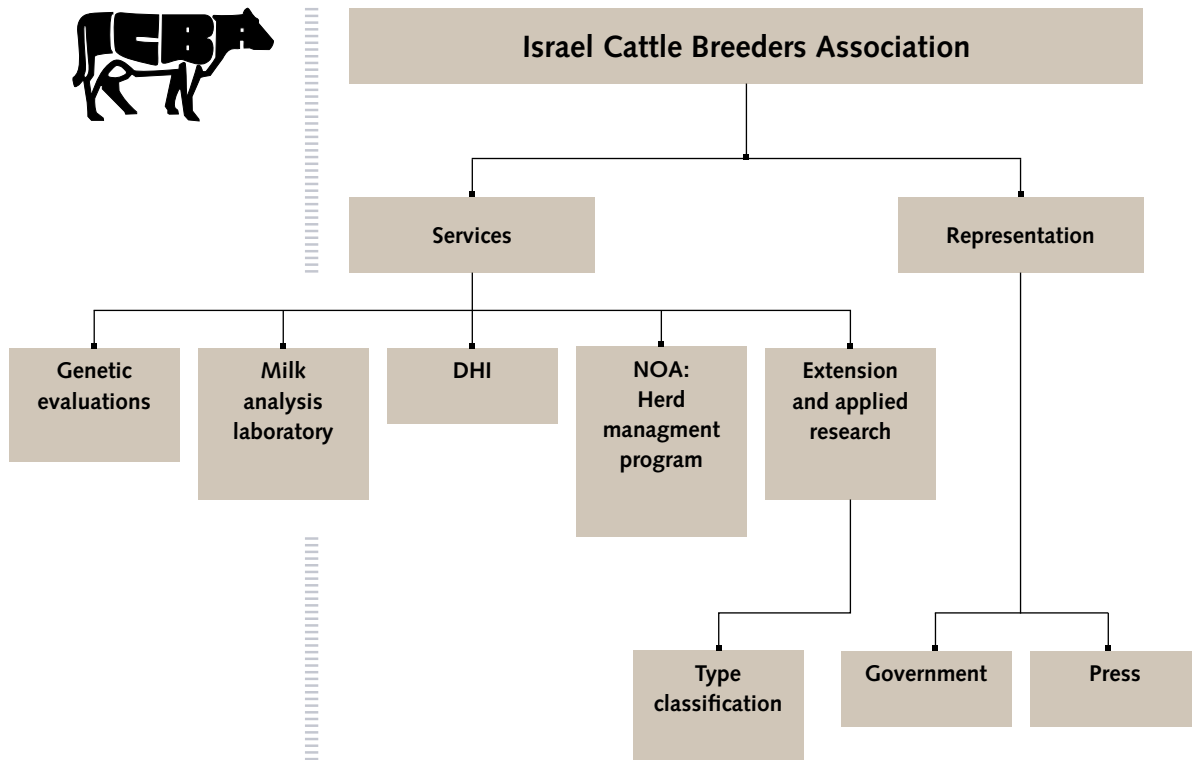 ICBA
Israel Cattle Breeders Association
Services
Representation
Genetic
evaluations
Milk
analysis
laboratory
DHI
NOA:
Herd
managment
program
Extension
and applied
research
Type
classification
Government
Press